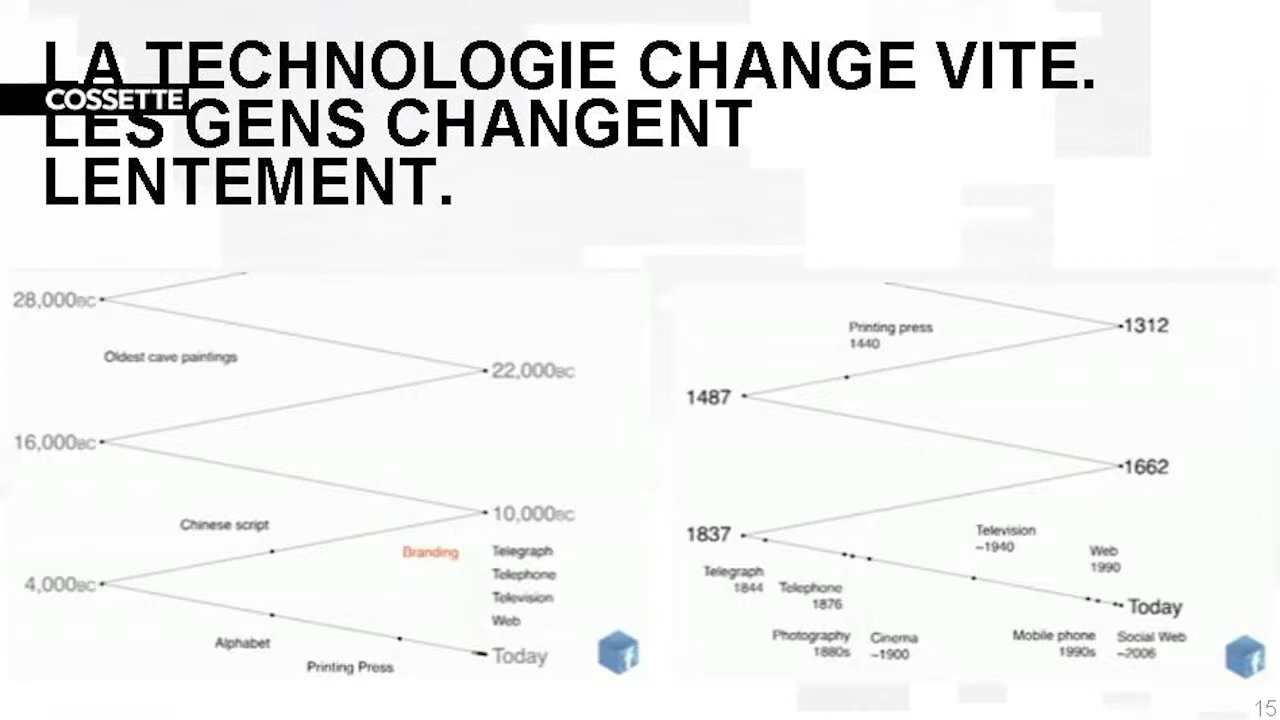 LA TECHNOLOGIE CHANGE VITE.
COSSETTE
LES GENS CHANGENT
LENTEMENT.
28,000BC
Oldest cave paintings
22,000BC
16,000BC
10,000BC
Chinese script
Branding
Telegraph
Telephone
Television
Web
4,000BC
Alphabet
Printing Press
Today
f
1312
Printing press
1440
1487
1662
1837
Telegraph
1844
Telephone
1876
Photography
1880s
Cinema
~1900
Television
~1940
Web
1990
Today
Mobile phone
1990s
Social Web
~2006
f
15